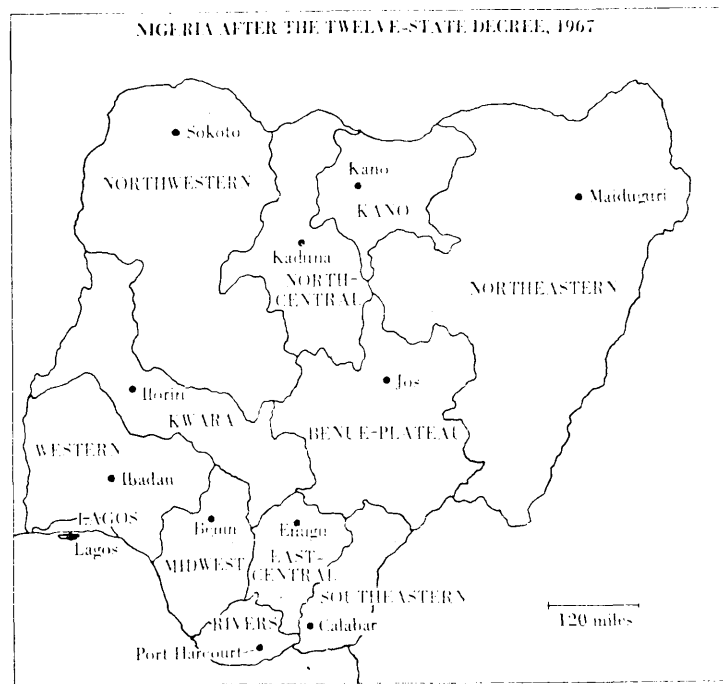 NIGERIA AFTER THE TWELVE-STATE DECREE, 1967
Sokoto
NORTHWESTERN
Kano
KANO
Maiduguri
Kaduna
NORTH-
CENTRAL
NORTHEASTERN
Jos
Ilorin
KWARA
BENUE-PLATEAU
WESTERN
Ibadan
LAGOS
Lagos
Benin
MIDWEST
Enugu
EAST-
CENTRAL
SOUTHEASTERN
RIVERS
Calabar
Port Harcourt
120 miles